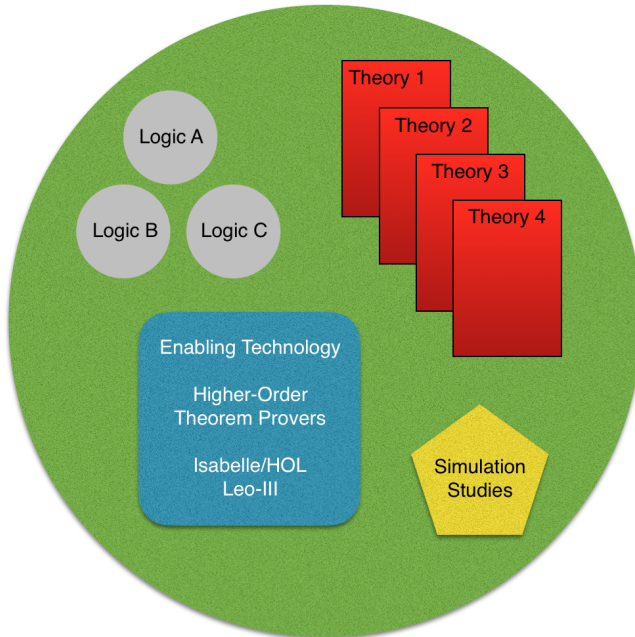 Theory 1
Theory 2
Theory 3
Theory 4
Logic A
Logic B
Logic C
Enabling Technology
Higher-Order
Theorem Provers
Isabelle/HOL
Leo-III
Simulation
Studies